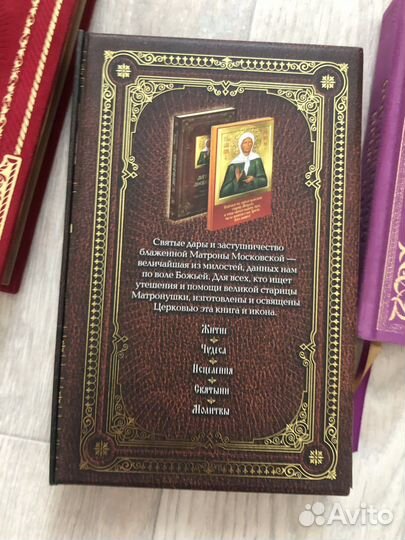 Святые дары и заступничество
блаженной Матроны Московской —
величайшая из милостей, данных нам
по воле Божьей. Для всех, кто ищет
утешения и помощи великой старицы
Матронушки, изготовлены и освящены
Церковью эта книга и икона.
Житие
Чудеса
Исцеления
Святыни
Молитвы
Avito